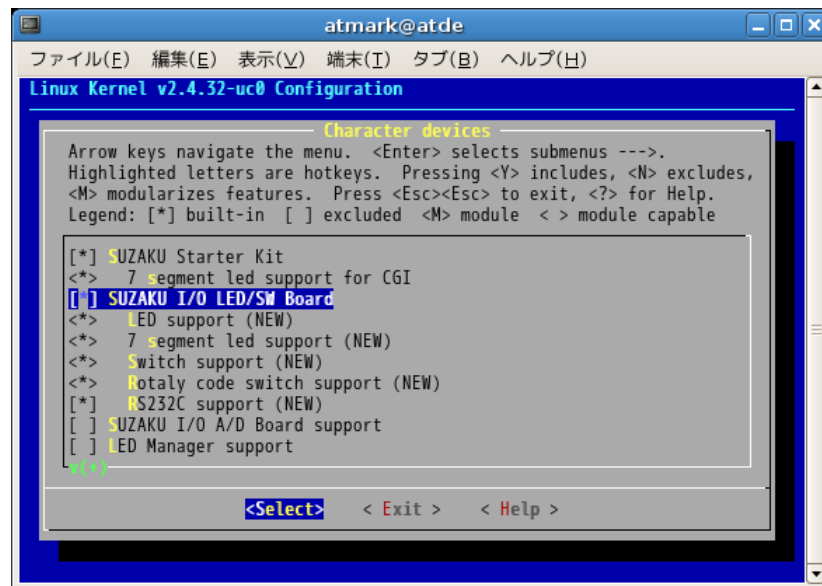 atmark@atde
ファイル(F) 編集(E) 表示(V) 端末(T) タブ(B) ヘルプ(H)
Linux Kernel v2.4.32-uc0 Configuration
Character devices
Arrow keys navigate the menu. <Enter> selects submenus --->.
Highlighted letters are hotkeys. Pressing <Y> includes, <N> excludes,
<M> modularizes features. Press <Esc><Esc> to exit, <?> for Help.
Legend: [*] built-in [ ] excluded <M> module < > module capable
[*] SUZAKU Starter Kit
<*> 7 segment led support for CGI
[*] SUZAKU I/O LED/SW Board
<*> LED support (NEW)
<*> 7 segment led support (NEW)
<*> Switch support (NEW)
<*> Rotaly code switch support (NEW)
[*] RS232C support (NEW)
[ ] SUZAKU I/O A/D Board support
[ ] LED Manager support
v(+)
<Select> < Exit > < Help >